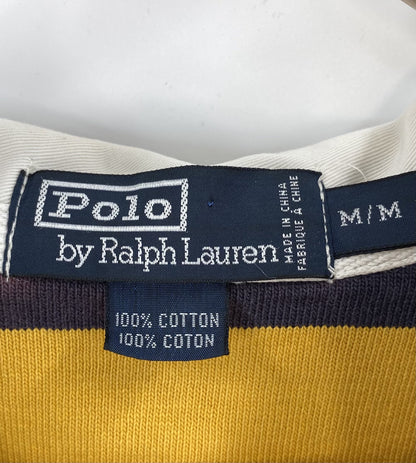 Polo
by Ralph Lauren
MADE IN CHINA
FABRIQUÉ À CHINE
M/M
100% COTTON
100% COTON